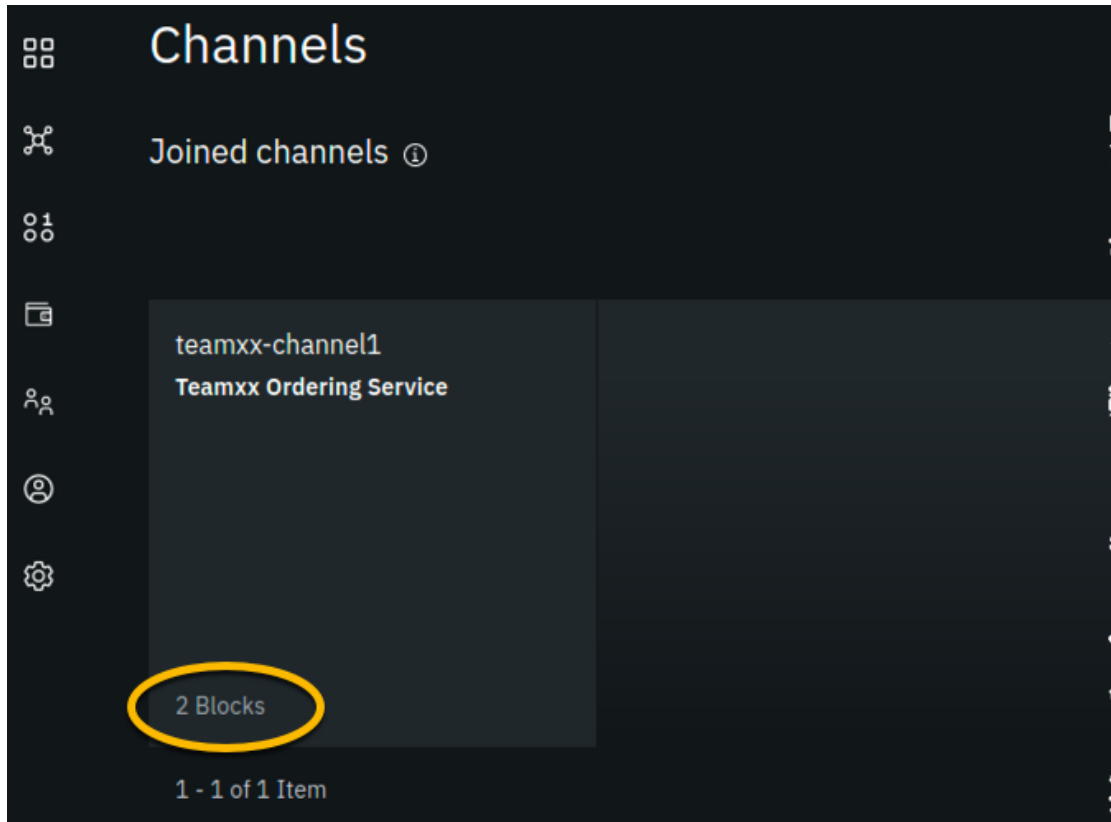 Channels
Joined channels
teamxx-channel1
Teamxx Ordering Service
2 Blocks
1 - 1 of 1 Item